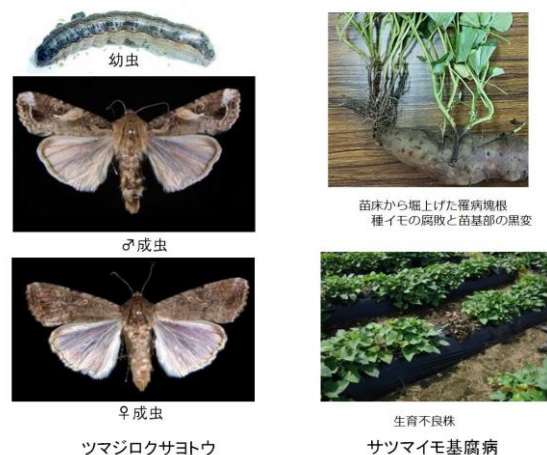 幼虫
♂成虫
♀成虫
ツマジロクサヨトウ
苗床から堀上げた罹病塊根
種イモの腐敗と苗基部の黒変
生育不良株
サツマイモ基腐病